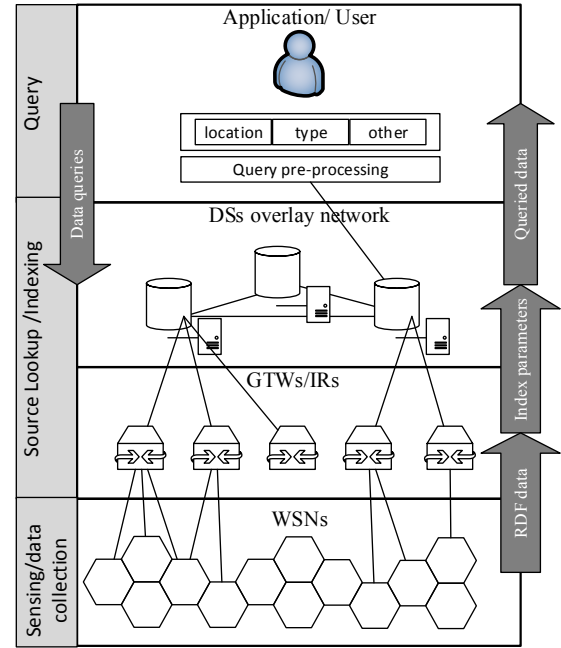 Application/ User
Query
location
type
other
Query pre-processing
Data queries
Queried data
DSs overlay network
Source Lookup /Indexing
Index parameters
GTWs/IRs
RDF data
WSNs
Sensing/data
collection